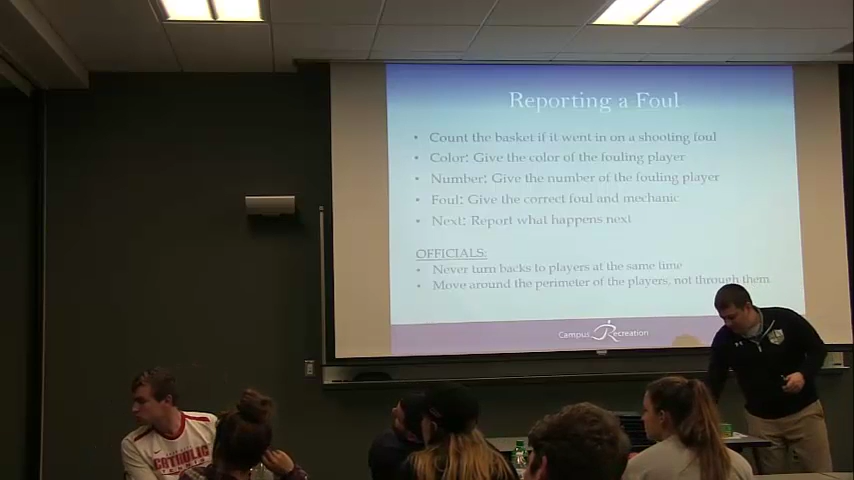 Reporting a Foul
• Count the basket if it went in on a shooting foul
• Color: Give the color of the fouling player
• Number: Give the number of the fouling player
• Foul: Give the correct foul and mechanic
• Next: Report what happens next
OFFICIALS:
• Never turn backs to players at the same time
• Move around the perimeter of the players, not through them
Campus Recreation
CATHOLIC